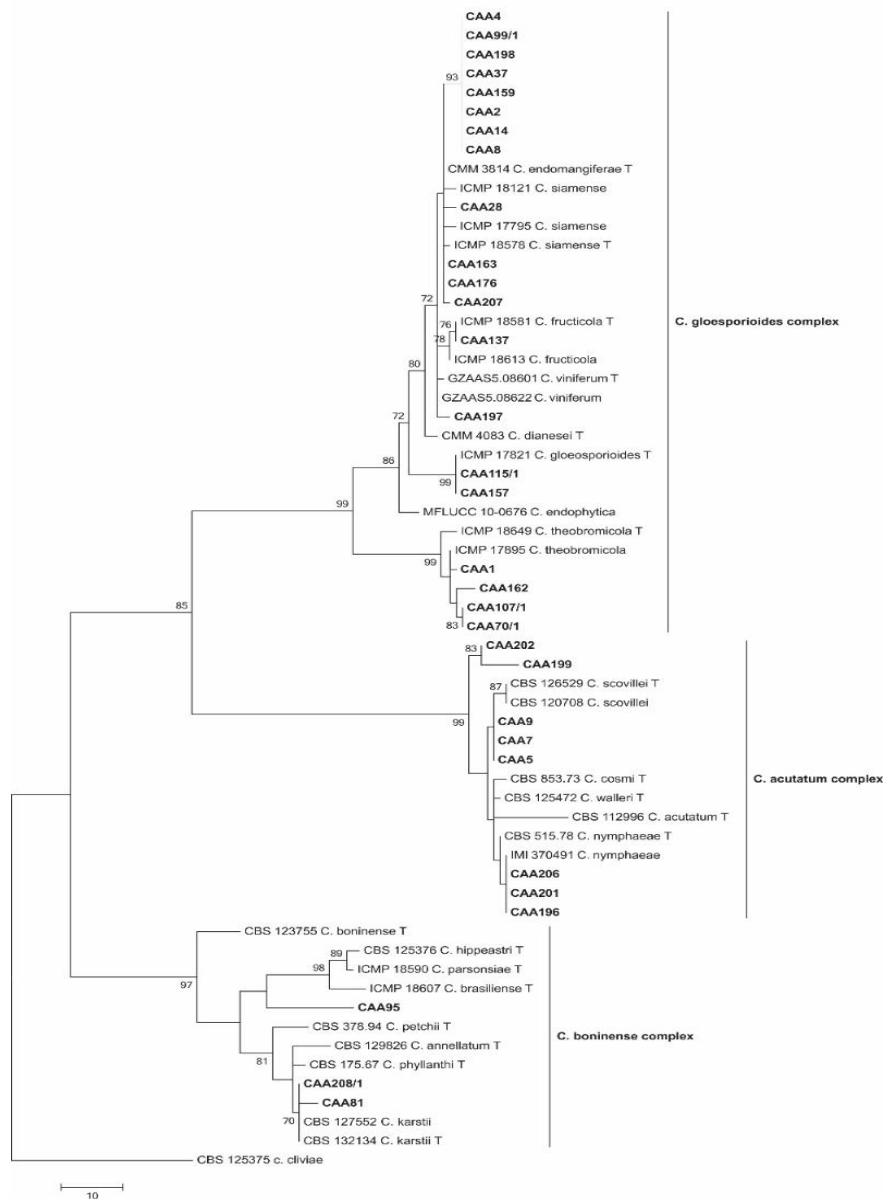 CAA4
CAA99/1
CAA198
CAA37
93
CAA159
CAA2
CAA14
CAA8
CMM 3814 C. endomangiferae T
ICMP 18121 C. siamense
CAA28
ICMP 17795 C. siamense
ICMP 18578 C. siamense T
CAA163
CAA176
72
CAA207
76
ICMP 18581 C. fructicola T
C. gloesporioides complex
78
CAA137
ICMP 18613 C. fructicola
80
GZAAS5.08601 C. viniferum T
GZAAS5.08622 C. viniferum
72
CAA197
CMM 4083 C. dianesei T
ICMP 17821 C. gloeosporioides T
86
CAA115/1
99
CAA157
99
MFLUCC 10-0676 C. endophytica
ICMP 18649 C. theobromicola T
ICMP 17895 C. theobromicola
99
CAA1
CAA162
85
CAA107/1
83
CAA70/1
83
CAA202
CAA199
87
CBS 126529 C. scovillei T
CBS 120708 C. scovillei
99
CAA9
CAA7
CAA5
CBS 853.73 C. cosmi T
C. acutatum complex
CBS 125472 C. walleri T
CBS 112996 C. acutatum T
CBS 515.78 C. nymphaeae T
IMI 370491 C. nymphaeae
CAA206
CAA201
CAA196
CBS 123755 C. boninense T
89
CBS 125376 C. hippeastri T
98
ICMP 18590 C. parsonsiae T
97
ICMP 18607 C. brasiliense T
CAA95
CBS 378.94 C. petchii T
C. boninense complex
CBS 129826 C. annellatum T
81
CBS 175.67 C. phyllanthi T
CAA208/1
CAA81
70
CBS 127552 C. karstii
CBS 132134 C. karstii T
CBS 125375 c. cliviae
10